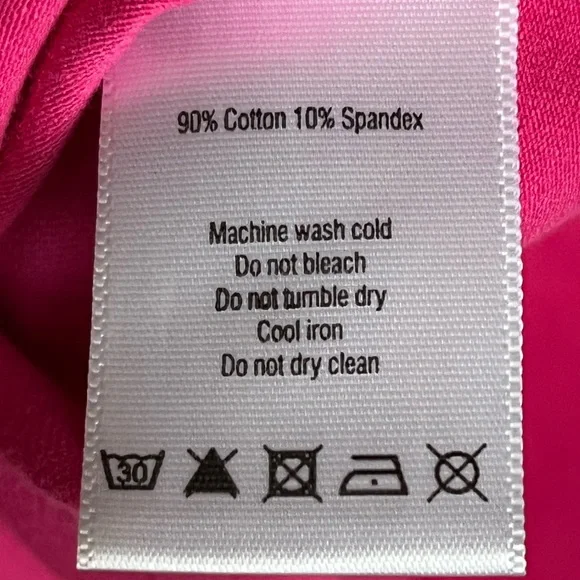 90% Cotton 10% Spandex
Machine wash cold
Do not bleach
Do not tumble dry
Cool iron
Do not dry clean
30